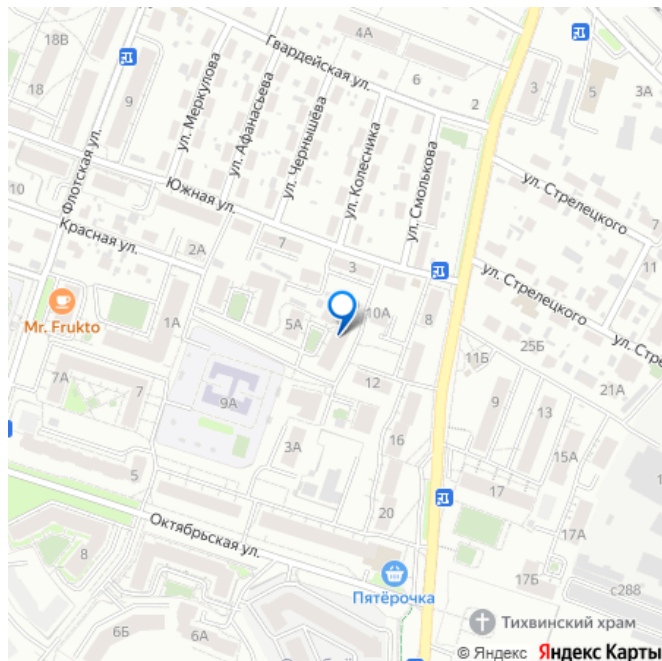 18В
4А
Гвардейская ул.
3
5
3А
18
9
ул. Меркулова
ул. Афанасьева
ул. Чернышёва
6
2
ул. Колесника
ул. Смолькова
ул. Стрелецкого
Флотская ул.
10
Южная ул.
7
11
Красная ул.
2А
3
ул. Стрелецкого
Mr. Frukto
1А
5А
10А
8
ул. Стре
11Б
25Б
7А
7
9А
12
21А
9
13
16
3А
15А
5
17
20
17А
Октябрьская ул.
8
Пятёрочка
17Б
с288
6Б
6А
Тихвинский храм
© Яндекс Яндекс Карты